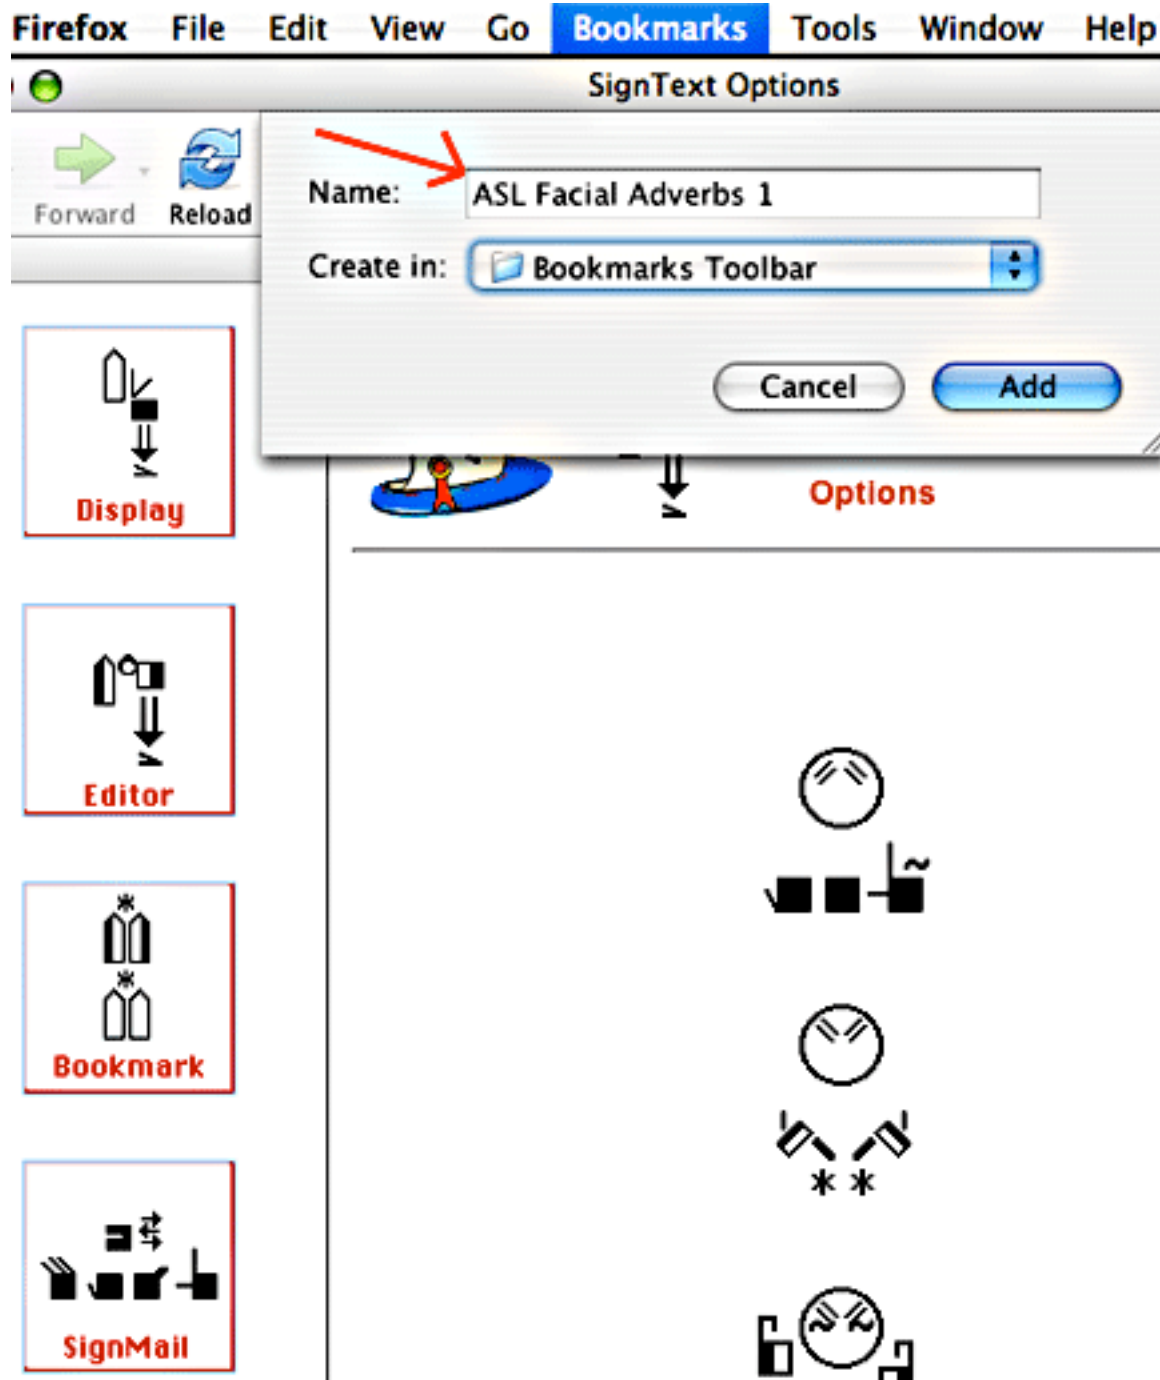 Firefox File Edit View Go Bookmarks Tools Window Help
SignText Options
Forward Reload
Name: ASL Facial Adverbs 1
Create in: Bookmarks Toolbar
Cancel Add
Display
Options
Editor
Bookmark
SignMail